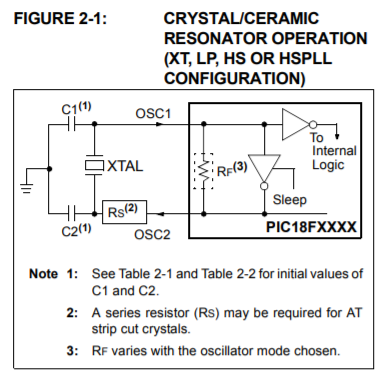 FIGURE 2-1: CRYSTAL/CERAMIC
RESONATOR OPERATION
(XT, LP, HS OR HSPLL
CONFIGURATION)
C1(1)
OSC1
To
Internal
Logic
XTAL
RF(3)
Sleep
RS(2)
PIC18FXXXX
C2(1)
OSC2
Note 1: See Table 2-1 and Table 2-2 for initial values of
C1 and C2.
2: A series resistor (RS) may be required for AT
strip cut crystals.
3: RF varies with the oscillator mode chosen.